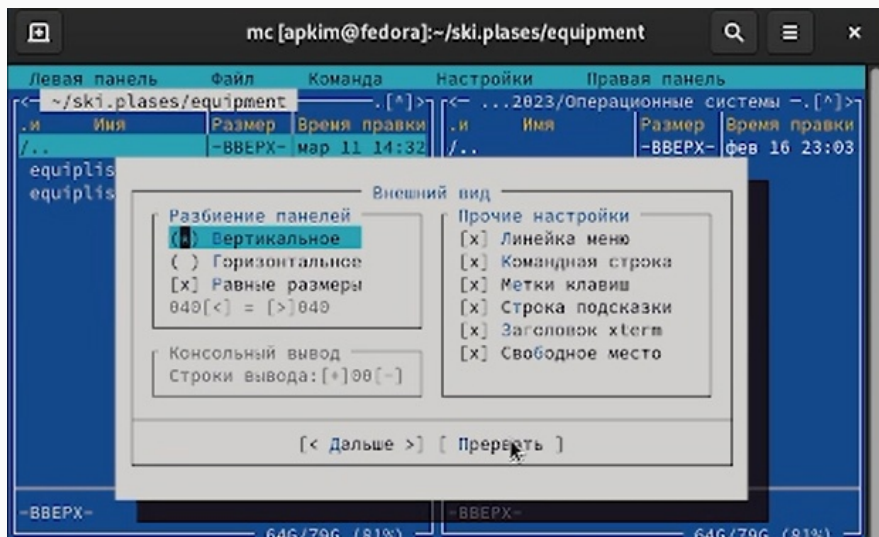 mc [apkim@fedora]:~/ski.plases/equipment
Левая панель Файл Команда Настройки Правая панель
<─ ~/ski.plases/equipment ─.[^]>
.и Имя Размер Время правки
/.. -ВВЕРХ- мар 11 14:32
equiplis
equiplis
<─ ...2023/Операционные системы ─.[^]>
.и Имя Размер Время правки
/.. -ВВЕРХ- фев 16 23:03
Внешний вид
Разбиение панелей
(*) Вертикальное
( ) Горизонтальное
[x] Равные размеры
040[<] = [>]040
Консольный вывод
Строки вывода:[+]00[-]
Прочие настройки
[x] Линейка меню
[x] Командная строка
[x] Метки клавиш
[x] Строка подсказки
[x] Заголовок xterm
[x] Свободное место
[< Дальше >] [ Прервать ]
-ВВЕРХ-
64G/79G (81%)
-ВВЕРХ-
64G/79G (81%)